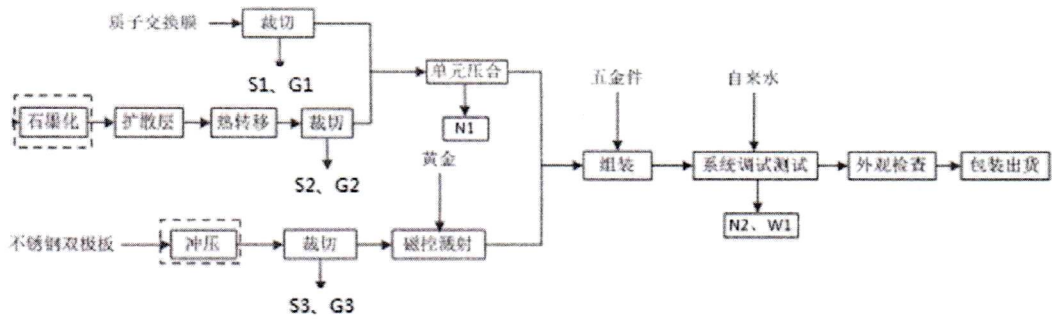 质子交换膜
裁切
S1、G1
石墨化
扩散层
热转移
裁切
S2、G2
单元压合
N1
黄金
不锈钢双极板
冲压
裁切
S3、G3
磁控溅射
五金件
组装
自来水
系统调试测试
N2、W1
外观检查
包装出货